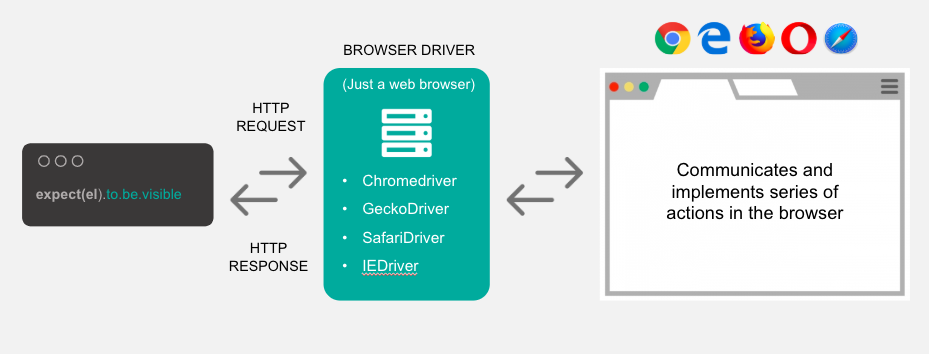 expect(el).to.be.visible
HTTP
REQUEST
HTTP
RESPONSE
BROWSER DRIVER
(Just a web browser)
• Chromedriver
• GeckoDriver
• SafariDriver
• IEDriver
Communicates and
implements series of
actions in the browser